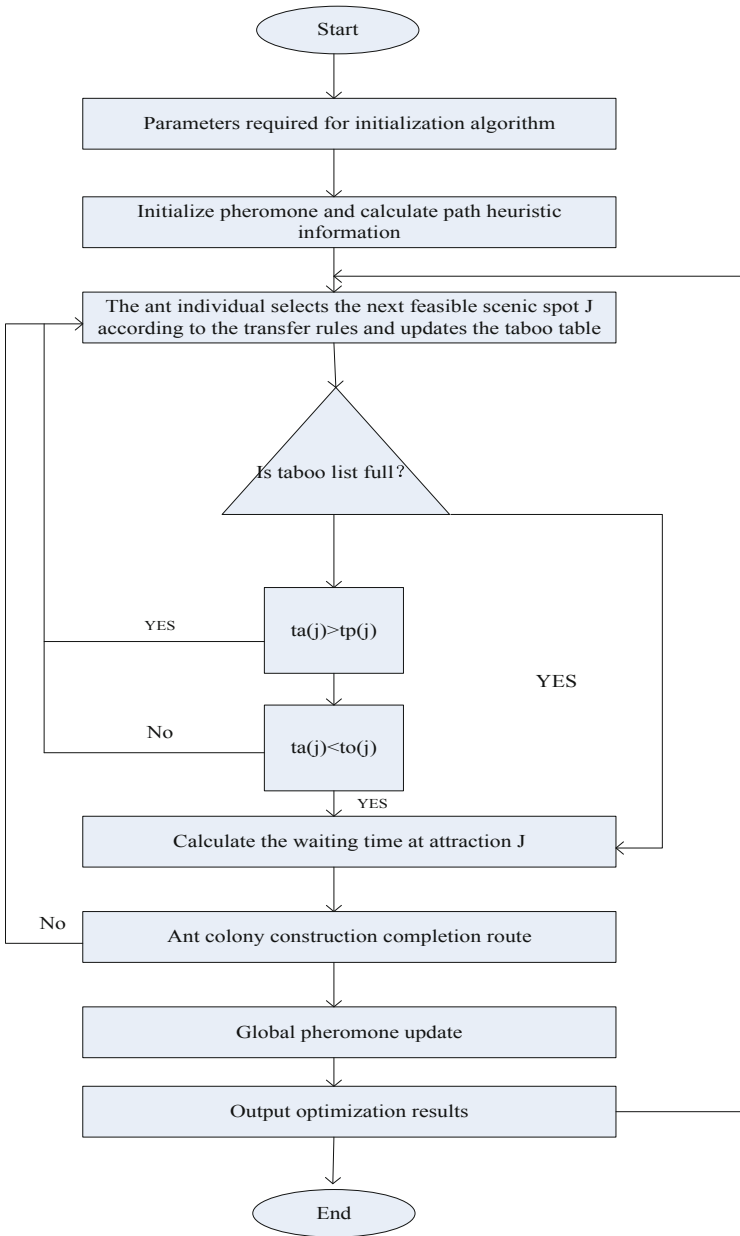 Start
Parameters required for initialization algorithm
Initialize pheromone and calculate path heuristic
information
The ant individual selects the next feasible scenic spot J
according to the transfer rules and updates the taboo table
Is taboo list full?
YES
ta(j)>tp(j)
YES
No
ta(j)<to(j)
YES
Calculate the waiting time at attraction J
No
Ant colony construction completion route
Global pheromone update
Output optimization results
End